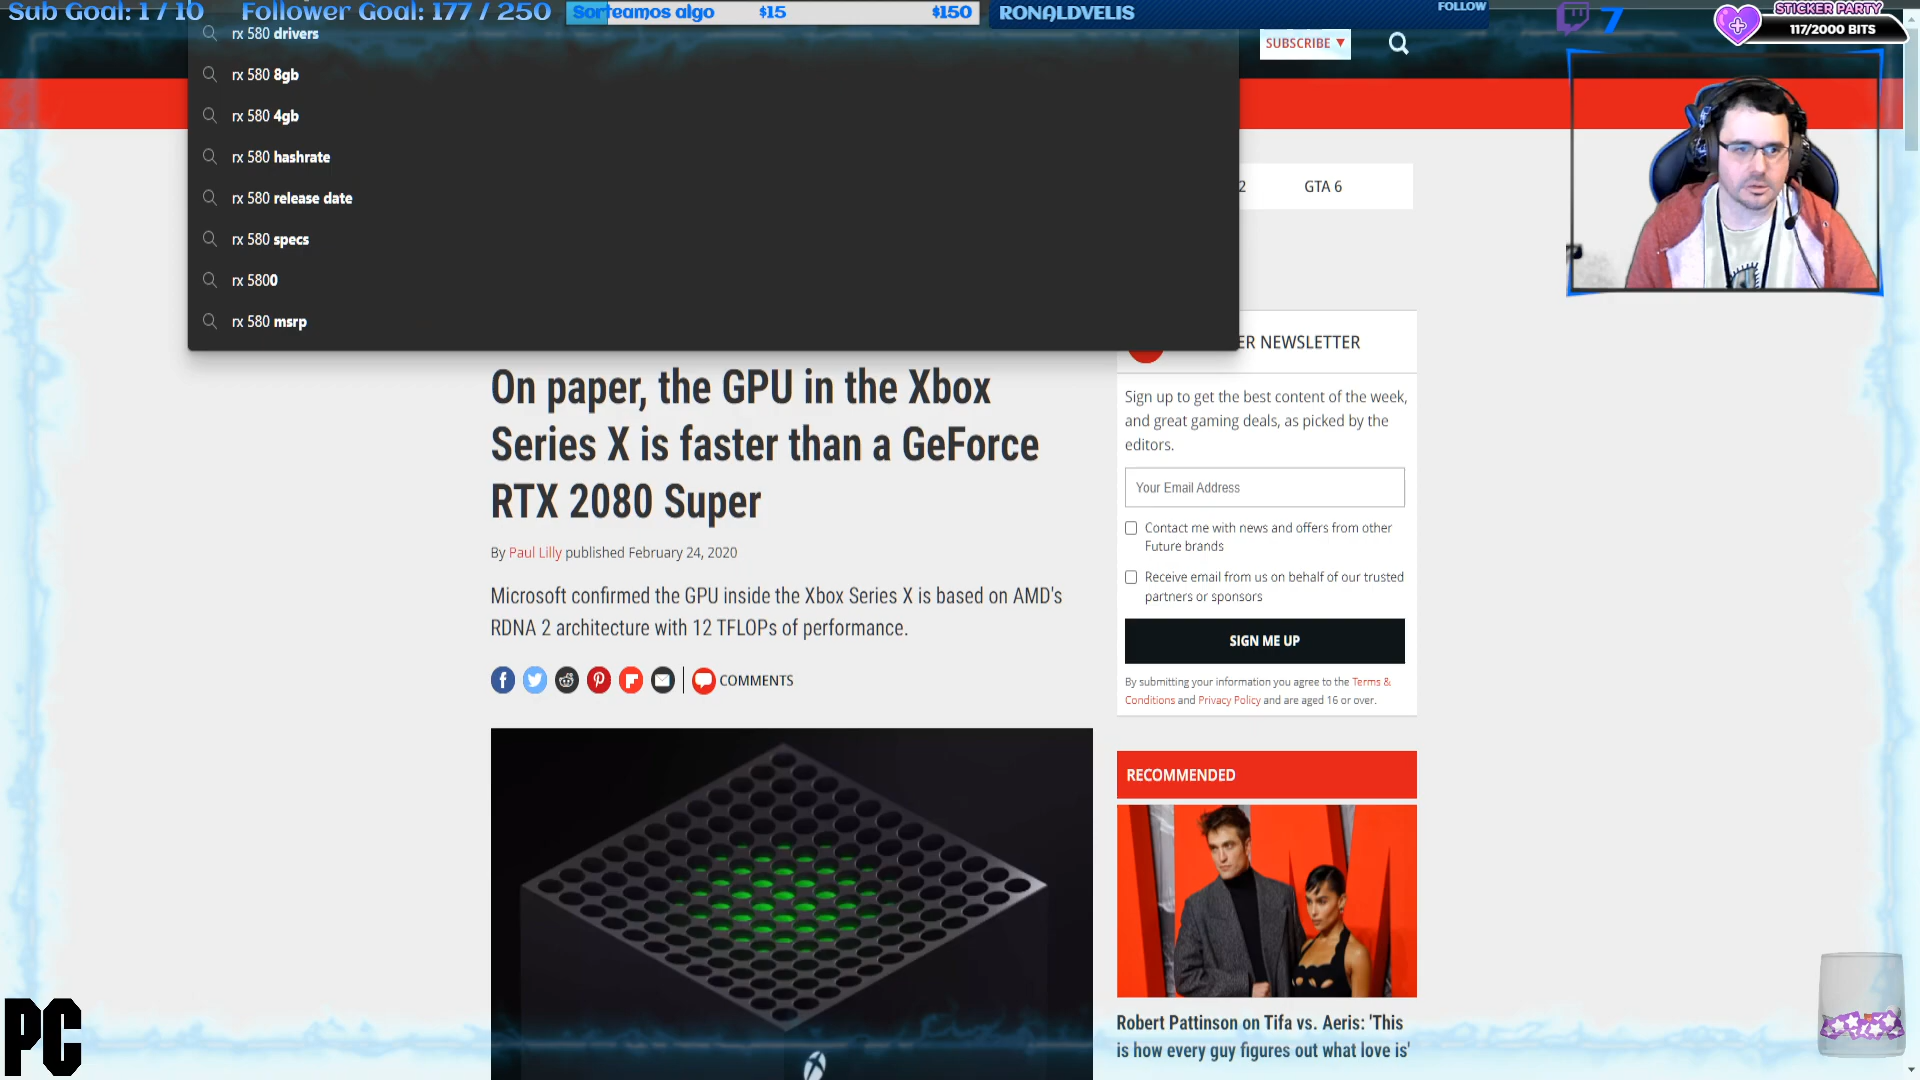 Sub Goal: 1 / 10
Follower Goal: 177 / 250
Sorteamos algo $15 $150
RONALDVELIS
FOLLOW
7
STICKER PARTY
117/2000 BITS
rx 580 drivers
rx 580 8gb
rx 580 4gb
rx 580 hashrate
rx 580 release date
rx 580 specs
rx 5800
rx 580 msrp
SUBSCRIBE ▼
2 GTA 6
On paper, the GPU in the Xbox
Series X is faster than a GeForce
RTX 2080 Super
By Paul Lilly published February 24, 2020
Microsoft confirmed the GPU inside the Xbox Series X is based on AMD's
RDNA 2 architecture with 12 TFLOPs of performance.
COMMENTS
ER NEWSLETTER
Sign up to get the best content of the week,
and great gaming deals, as picked by the
editors.
Your Email Address
Contact me with news and offers from other
Future brands
Receive email from us on behalf of our trusted
partners or sponsors
SIGN ME UP
By submitting your information you agree to the Terms &
Conditions and Privacy Policy and are aged 16 or over.
RECOMMENDED
Robert Pattinson on Tifa vs. Aeris: 'This
is how every guy figures out what love is'
PC